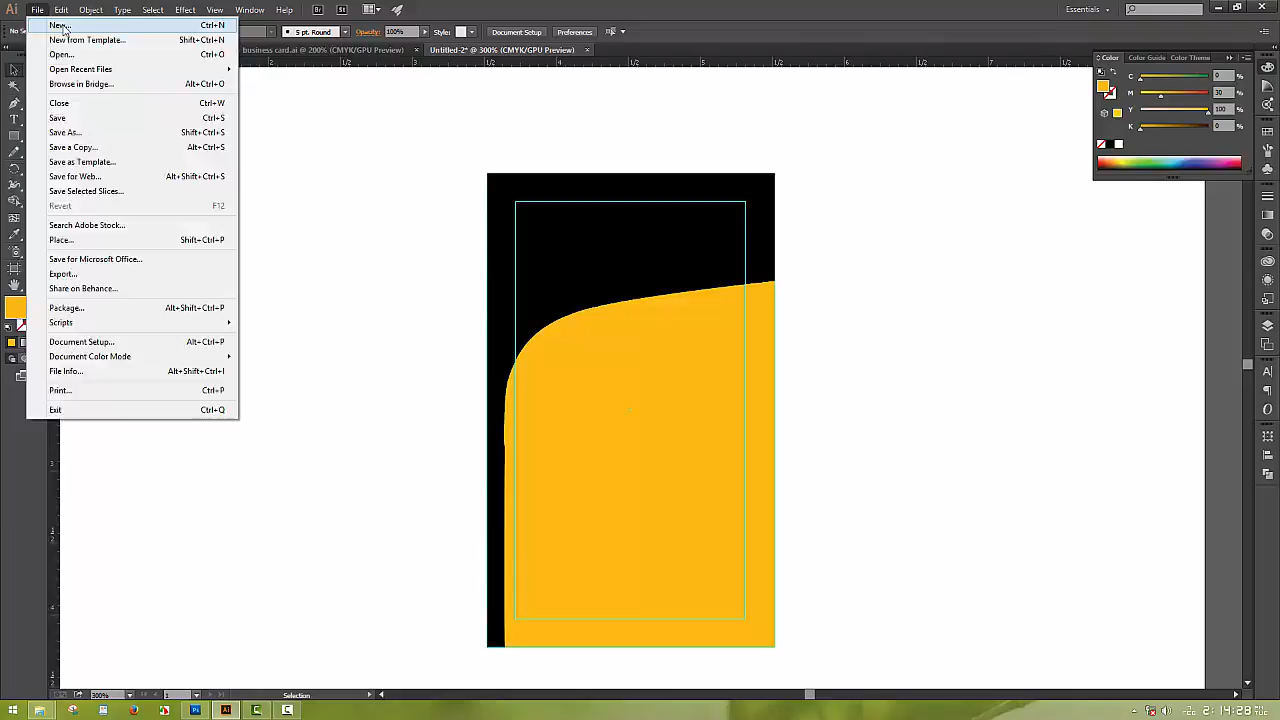 Ai File Edit Object Type Select Effect View Window Help Br St Essentials
5 pt. Round Opacity: 100% Style: Document Setup Preferences
business card.ai @ 200% (CMYK/GPU Preview) × Untitled-2* @ 300% (CMYK/GPU Preview) ×
New... Ctrl+N
New from Template... Shift+Ctrl+N
Open... Ctrl+O
Open Recent Files
Browse in Bridge... Alt+Ctrl+O
Close Ctrl+W
Save Ctrl+S
Save As... Shift+Ctrl+S
Save a Copy... Alt+Ctrl+S
Save as Template...
Save for Web... Alt+Shift+Ctrl+S
Save Selected Slices...
Revert F12
Search Adobe Stock...
Place... Shift+Ctrl+P
Save for Microsoft Office...
Export...
Share on Behance...
Package... Alt+Shift+Ctrl+P
Scripts
Document Setup... Alt+Ctrl+P
Document Color Mode
File Info... Alt+Shift+Ctrl+I
Print... Ctrl+P
Exit Ctrl+Q
Color Color Guide Color Theme
C 0 %
M 30 %
Y 100 %
K 0 %
300% 1 Selection